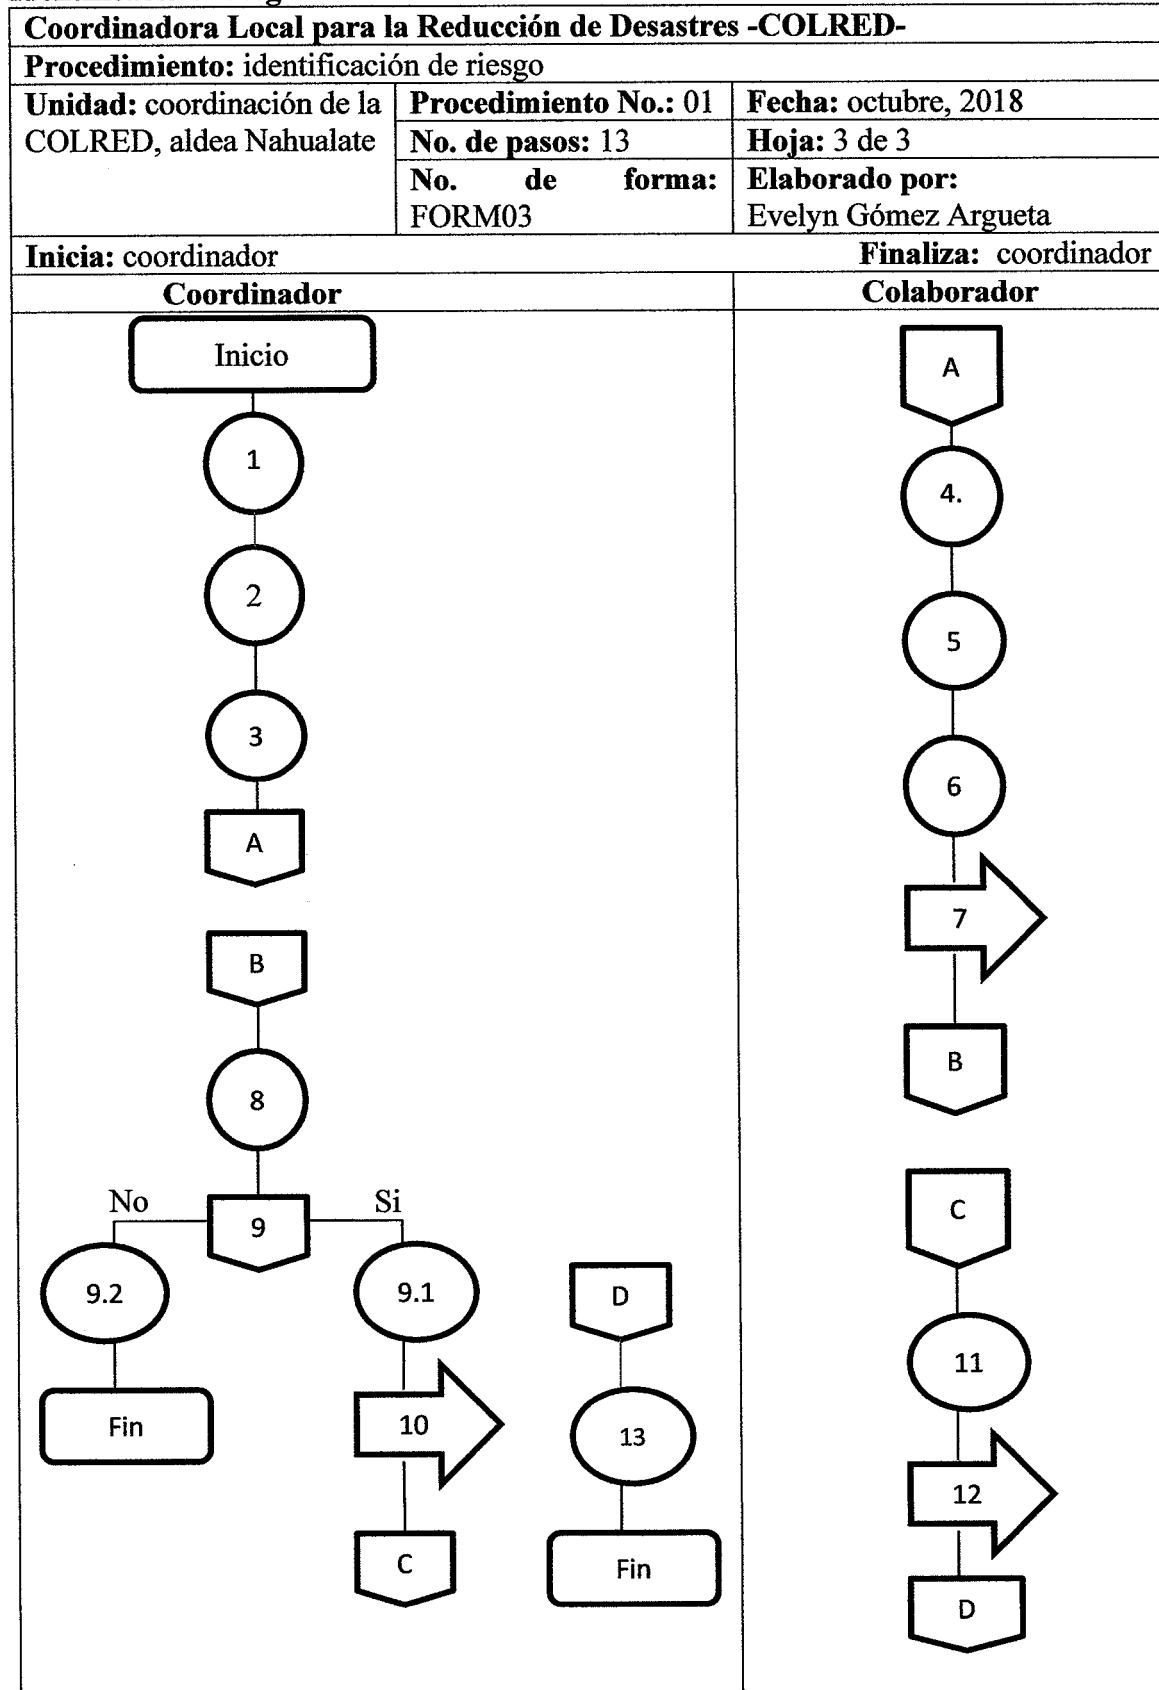 Coordinadora Local para la Reducción de Desastres -COLRED-
Procedimiento: identificación de riesgo
Unidad: coordinación de la
COLRED, aldea Nahualate
Procedimiento No.: 01
No. de pasos: 13
No. de forma:
FORM03
Fecha: octubre, 2018
Hoja: 3 de 3
Elaborado por:
Evelyn Gómez Argueta
Inicia: coordinador
Finaliza: coordinador
Coordinador
Inicio
1
2
3
A
B
8
No
9
Si
9.2
Fin
9.1
10
C
D
13
Fin
Colaborador
A
4.
5
6
7
B
C
11
12
D